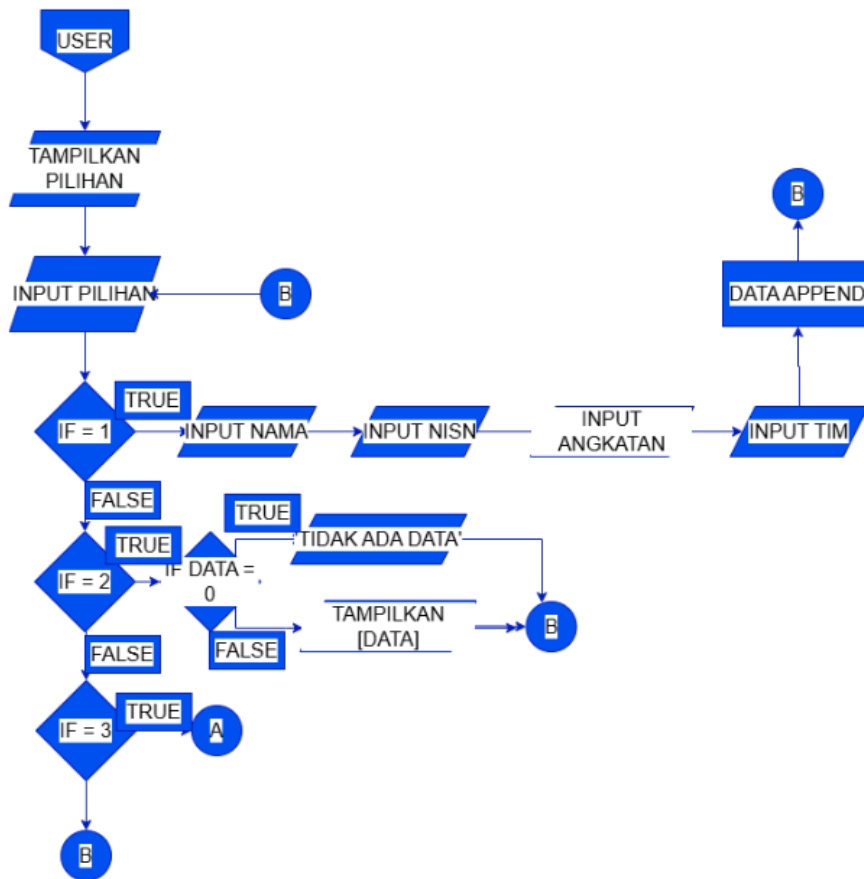 USER
TAMPILKAN
PILIHAN
B
INPUT PILIHAN
B
DATA APPEND
TRUE
IF = 1
INPUT NAMA
INPUT NISN
INPUT
ANGKATAN
INPUT TIM
FALSE
TRUE
TRUE
'TIDAK ADA DATA'
IF = 2
IF DATA =
0
TAMPILKAN
[DATA]
B
FALSE
FALSE
TRUE
IF = 3
A
B